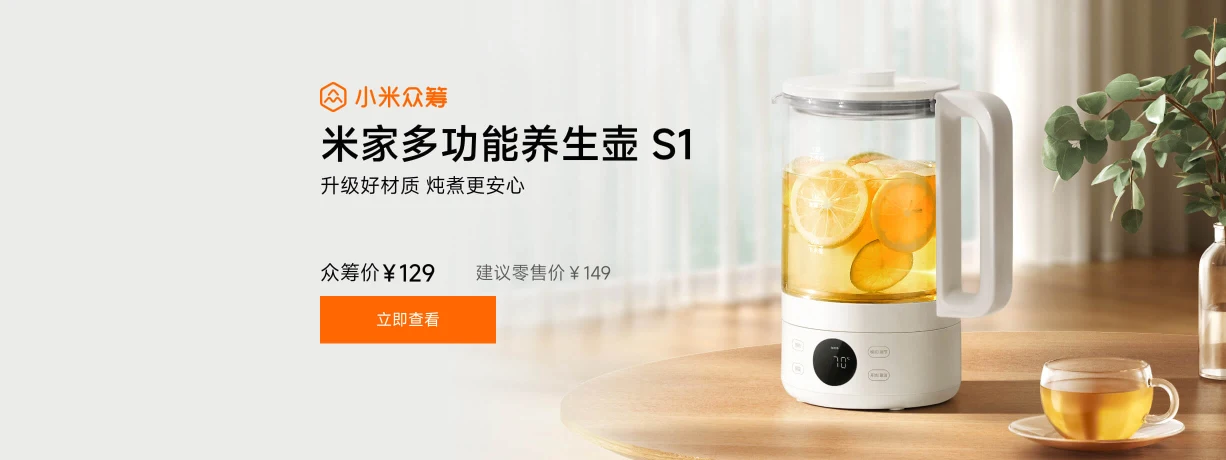 小米众筹
米家多功能养生壶 S1
升级好材质 炖煮更安心
众筹价¥129 建议零售价¥149
立即查看
70℃